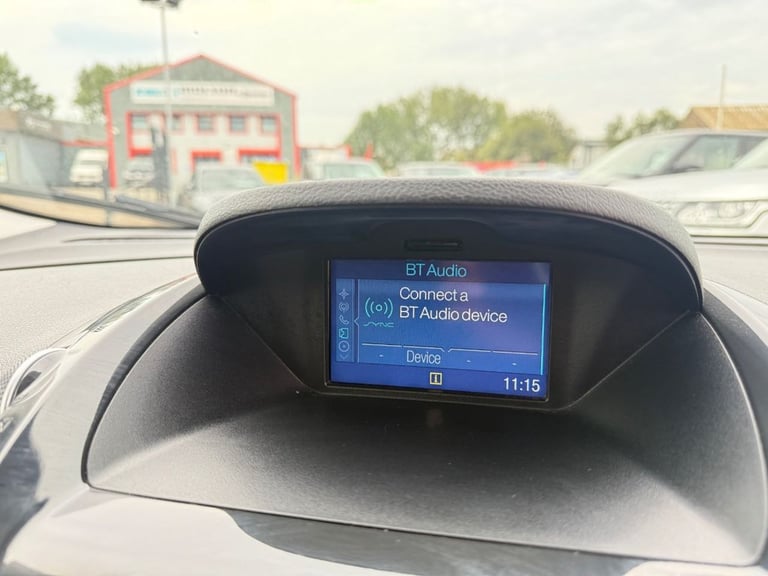 BT Audio
Connect a
BT Audio device
SYNC
- Device - -
11:15